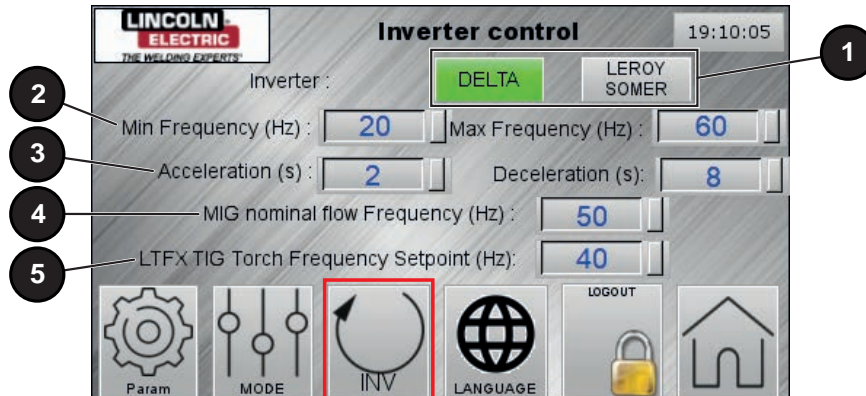 LINCOLN
ELECTRIC
THE WELDING EXPERTS®
Inverter control
19:10:05
1
Inverter :
DELTA
LEROY
SOMER
2
Min Frequency (Hz) : 20 Max Frequency (Hz) : 60
3
Acceleration (s) : 2 Deceleration (s): 8
4
MIG nominal flow Frequency (Hz) : 50
5
LTFX TIG Torch Frequency Setpoint (Hz): 40
Param
MODE
INV
LANGUAGE
LOGOUT